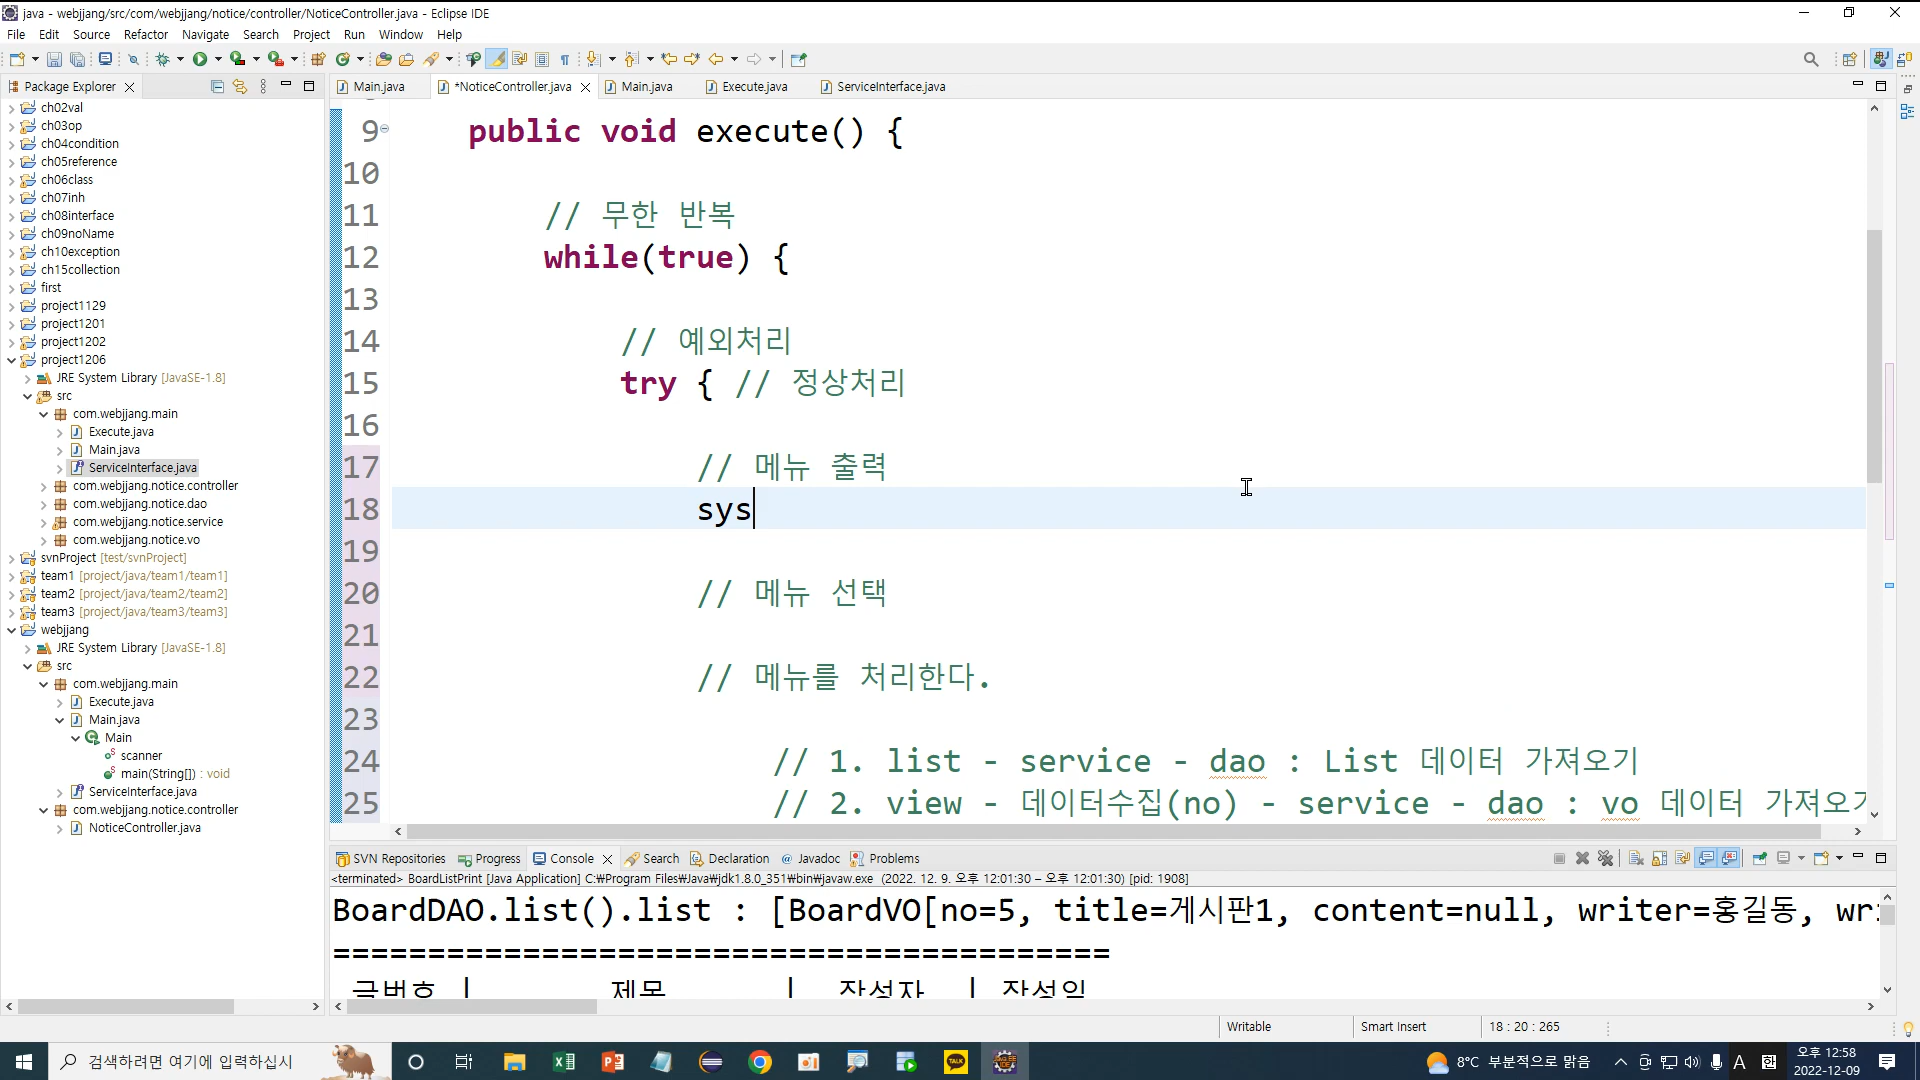 java - webjjang/src/com/webjjang/notice/controller/NoticeController.java - Eclipse IDE
File Edit Source Refactor Navigate Search Project Run Window Help
Package Explorer
Main.java
*NoticeController.java
Main.java
Execute.java
ServiceInterface.java
ch02val
ch03op
ch04condition
ch05reference
ch06class
ch07inh
ch08interface
ch09noName
ch10exception
ch15collection
first
project1129
project1201
project1202
project1206
JRE System Library [JavaSE-1.8]
src
com.webjjang.main
Execute.java
Main.java
ServiceInterface.java
com.webjjang.notice.controller
com.webjjang.notice.dao
com.webjjang.notice.service
com.webjjang.notice.vo
svnProject [test/svnProject]
team1 [project/java/team1/team1]
team2 [project/java/team2/team2]
team3 [project/java/team3/team3]
webjjang
JRE System Library [JavaSE-1.8]
src
com.webjjang.main
Execute.java
Main.java
Main
scanner
main(String[]) : void
ServiceInterface.java
com.webjjang.notice.controller
NoticeController.java
9 public void execute() {
10
11 // 무한 반복
12 while(true) {
13
14 // 예외처리
15 try { // 정상처리
16
17 // 메뉴 출력
18 sys
19
20 // 메뉴 선택
21
22 // 메뉴를 처리한다.
23
24 // 1. list - service - dao : List 데이터 가져오기
25 // 2. view - 데이터수집(no) - service - dao : vo 데이터 가져오기
SVN Repositories Progress Console Search Declaration Javadoc Problems
<terminated> BoardListPrint [Java Application] C:₩Program Files₩Java₩jdk1.8.0_351₩bin₩javaw.exe (2022. 12. 9. 오후 12:01:30 – 오후 12:01:30) [pid: 1908]
BoardDAO.list().list : [BoardVO[no=5, title=게시판1, content=null, writer=홍길동, wri
=========================================
글번호 | 제목 | 작성자 | 작성일
Writable
Smart Insert
18 : 20 : 265
검색하려면 여기에 입력하십시
TALK
8°C 부분적으로 맑음
A
오후 12:58
2022-12-09